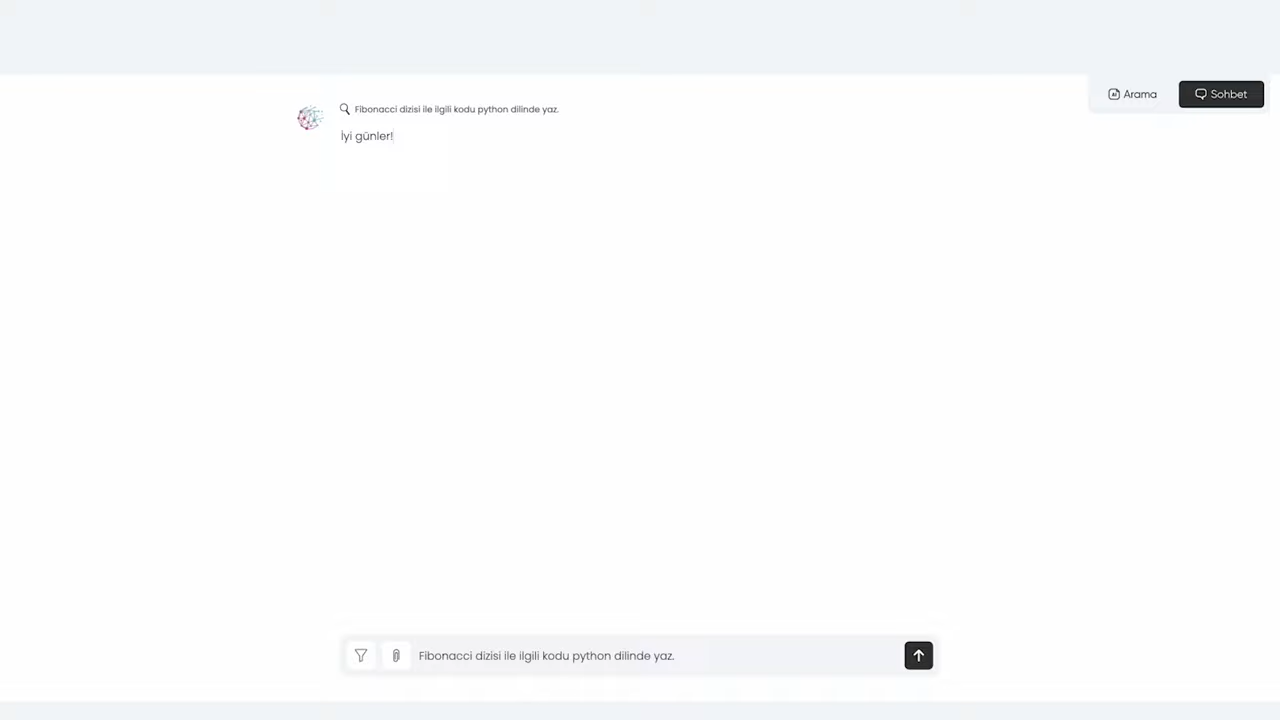 Fibonacci dizisi ile ilgili kodu python dilinde yaz.
İyi günler!
Arama
Sohbet
Fibonacci dizisi ile ilgili kodu python dilinde yaz.